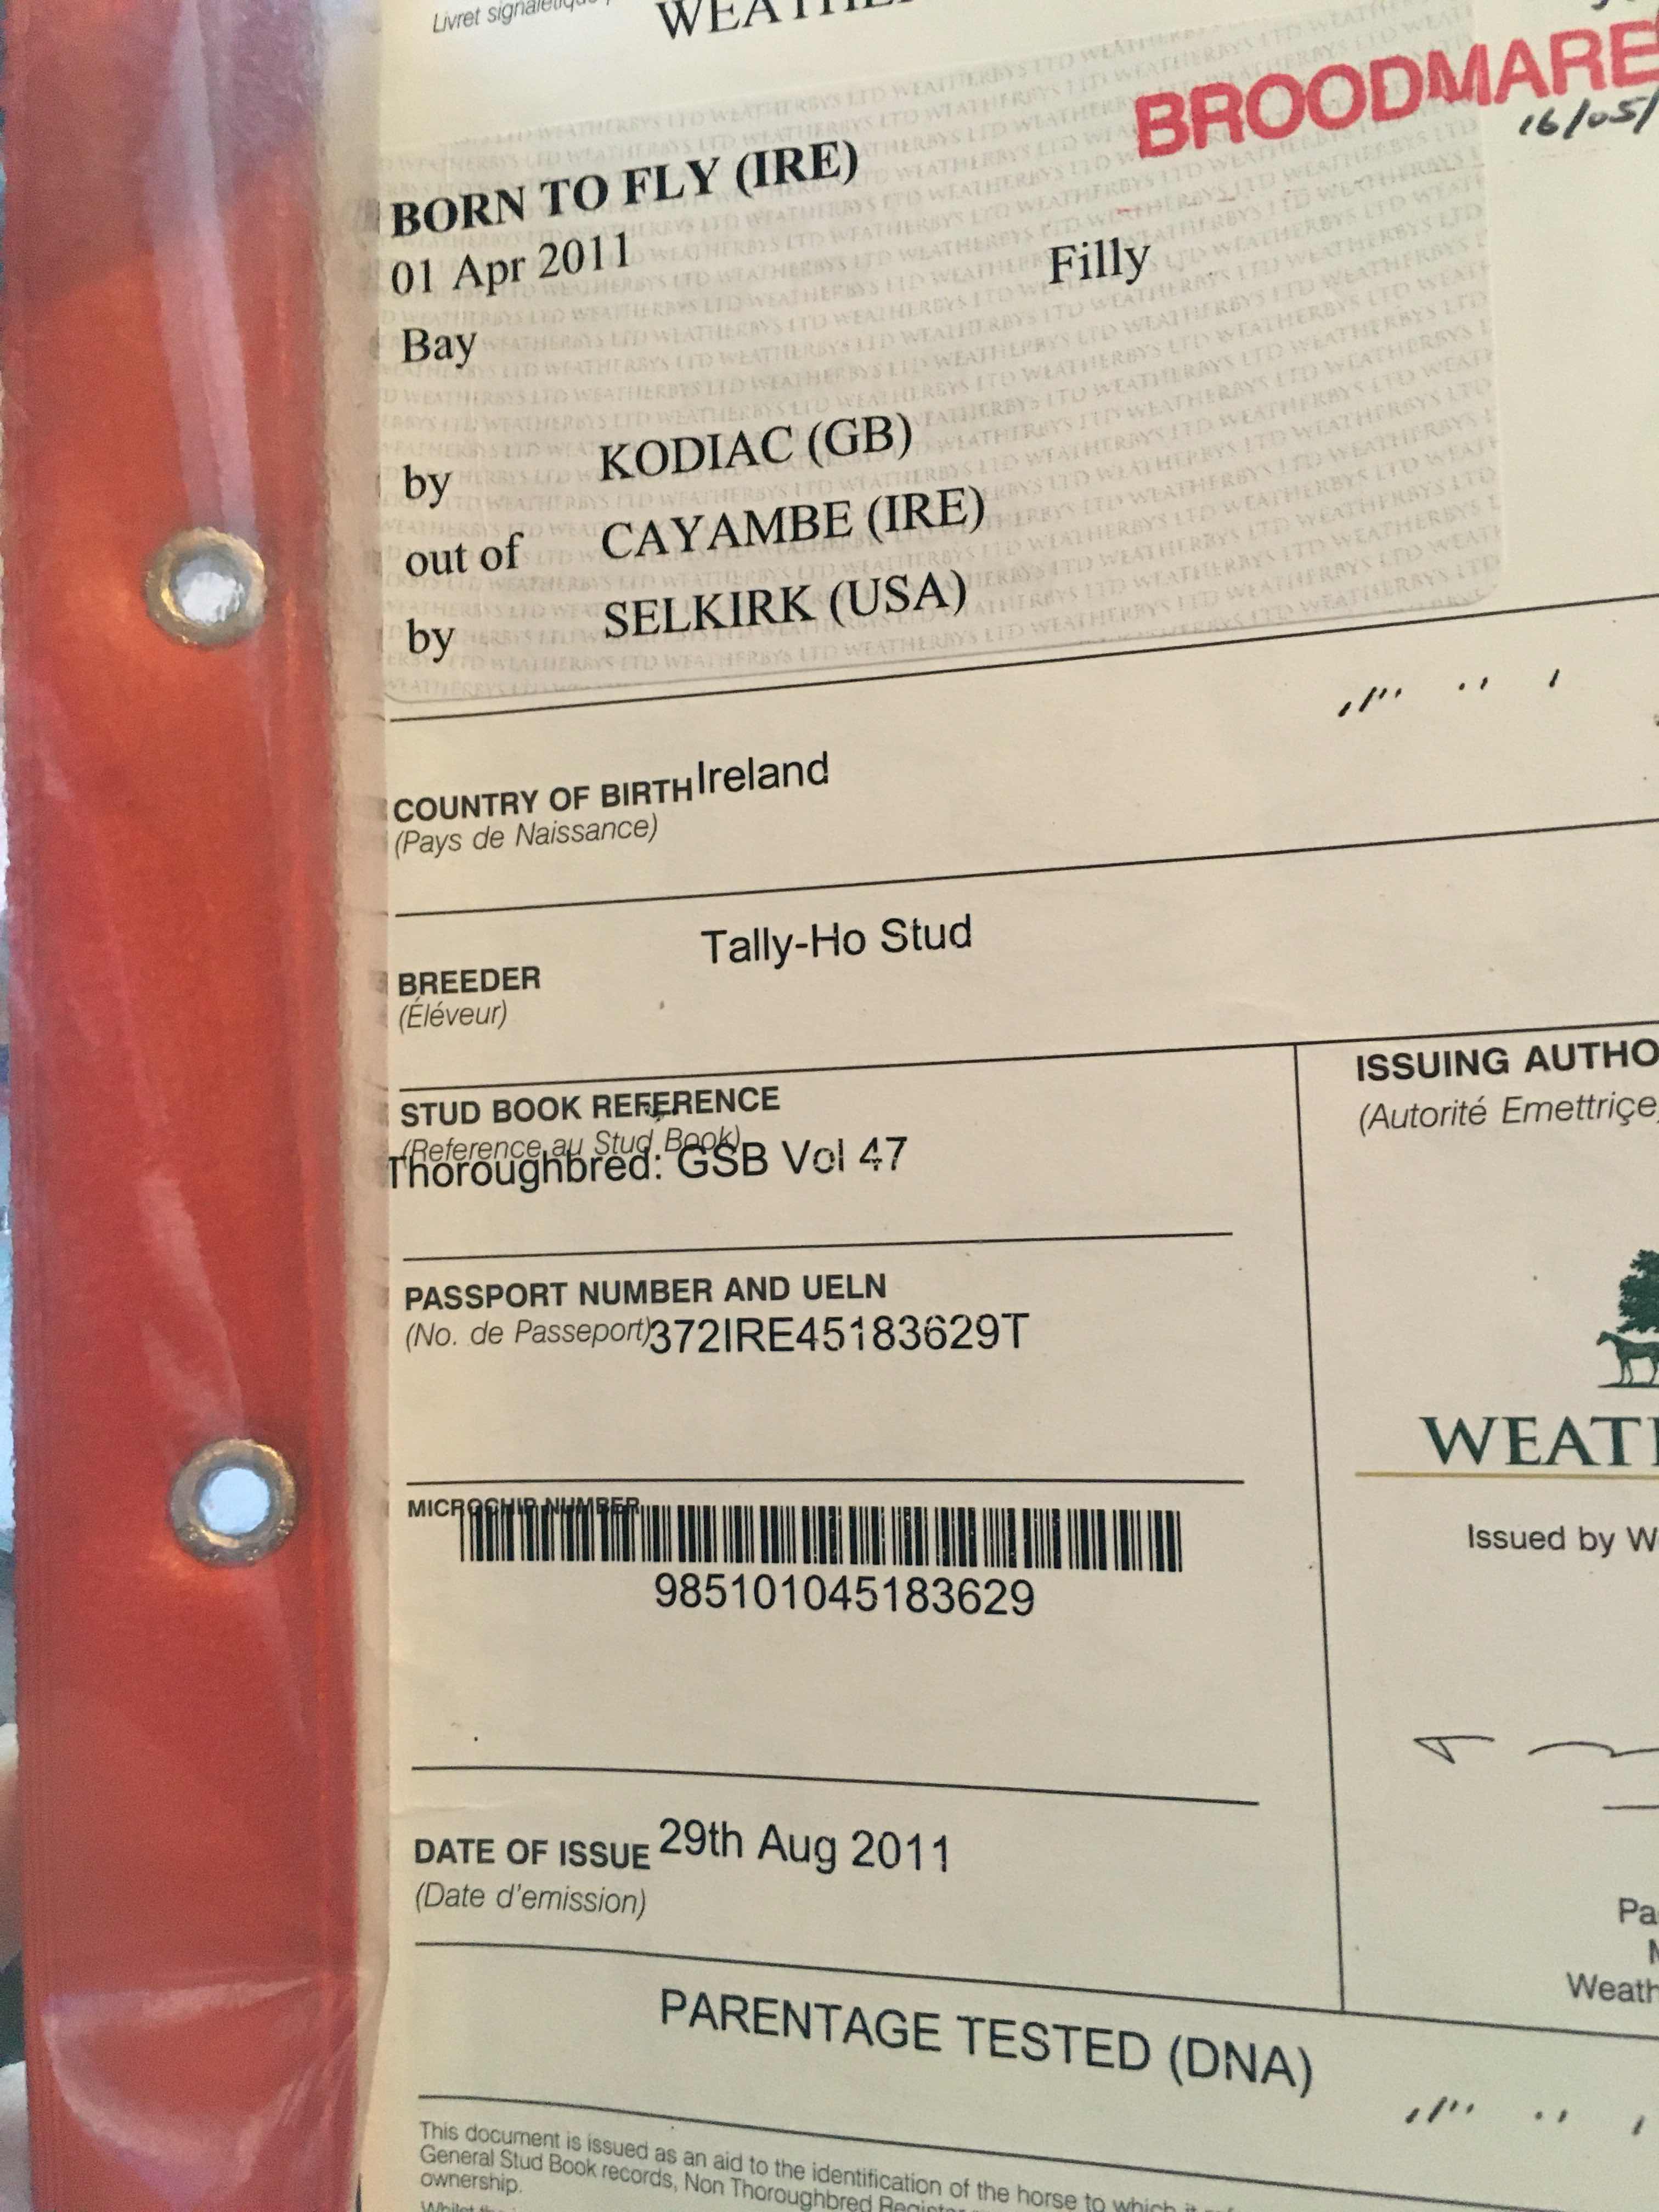 Livret signalétique
BROODMARE
16/05/
BORN TO FLY (IRE)
01 Apr 2011
Filly
Bay
by KODIAC (GB)
out of CAYAMBE (IRE)
by SELKIRK (USA)
COUNTRY OF BIRTH Ireland
(Pays de Naissance)
Tally-Ho Stud
BREEDER
(Éléveur)
STUD BOOK REFERENCE
(Reference au Stud Book)
Thoroughbred: GSB Vol 47
PASSPORT NUMBER AND UELN
(No. de Passeport) 372IRE45183629T
MICROCHIP NUMBER
985101045183629
DATE OF ISSUE 29th Aug 2011
(Date d'emission)
ISSUING AUTHO
(Autorité Emettriçe
WEAT
Issued by W
Pa
Weath
PARENTAGE TESTED (DNA)
This document is issued as an aid to the identification of the horse to which it
General Stud Book records, Non Thoroughbred Register
ownership.